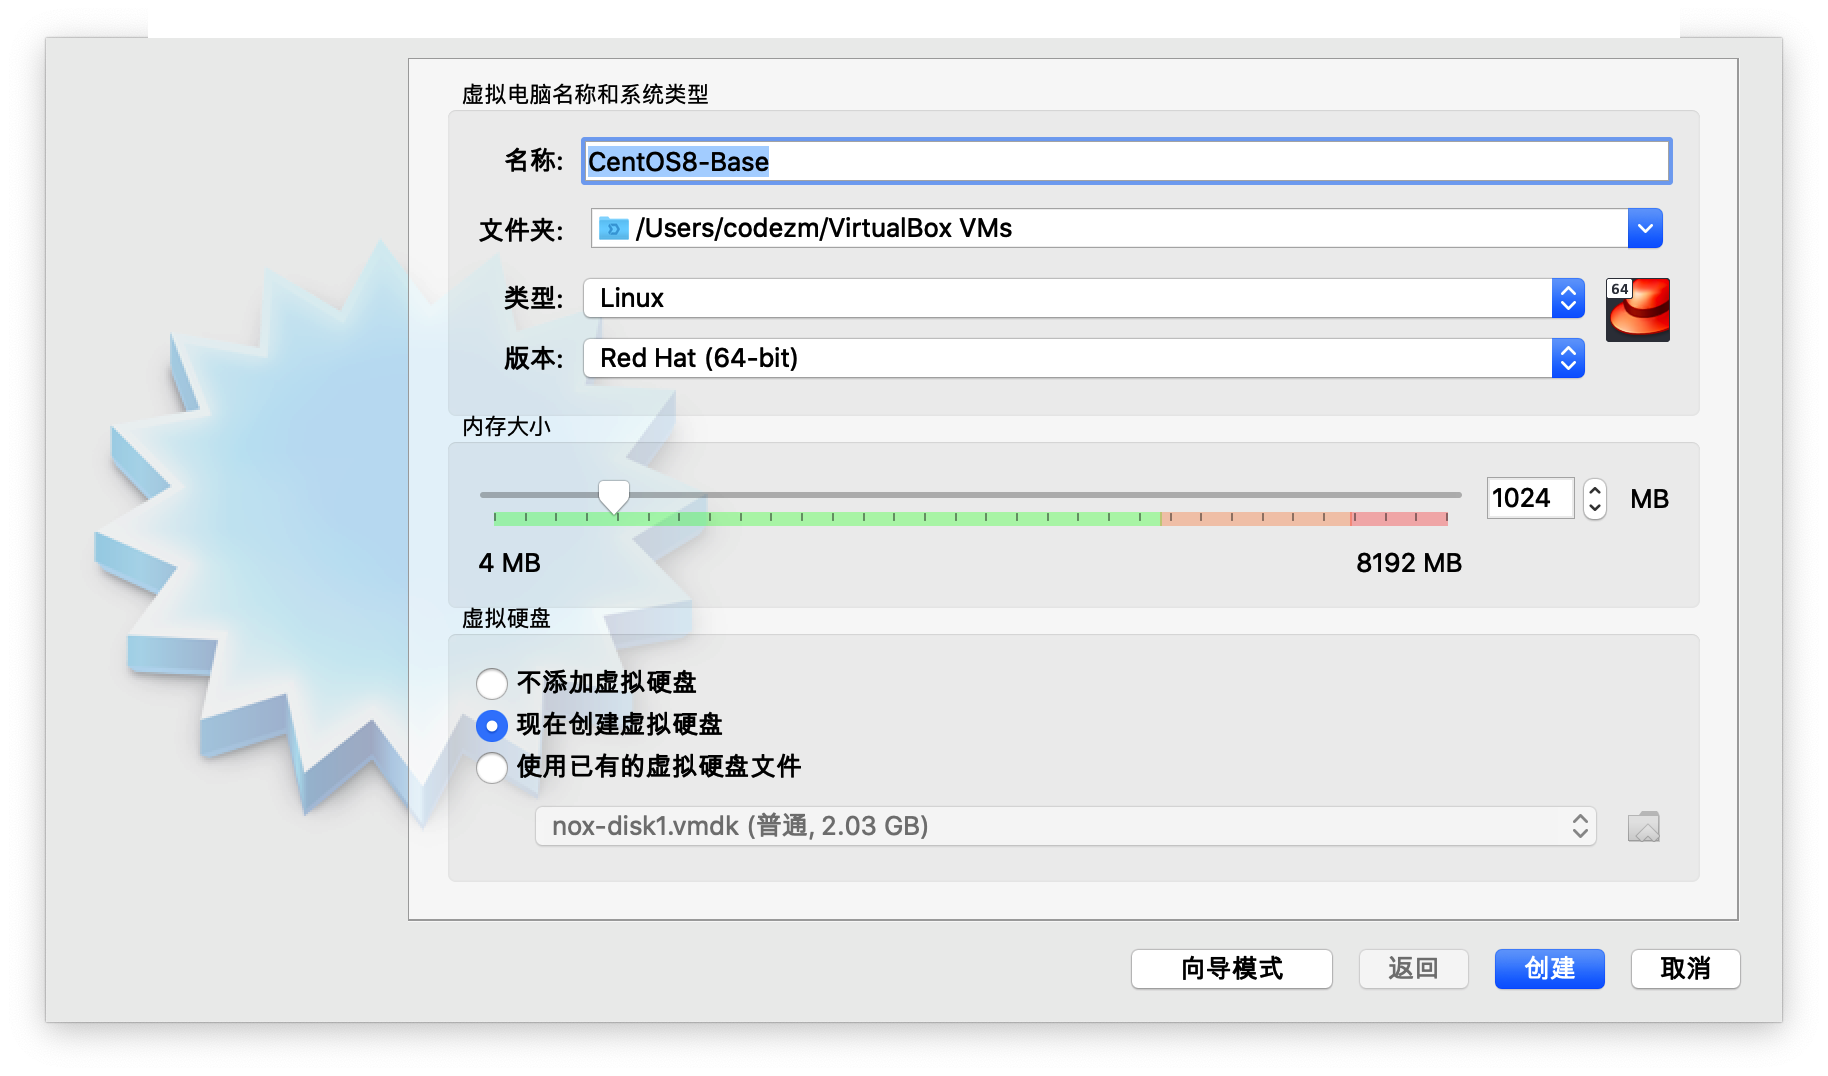 虚拟电脑名称和系统类型
名称: CentOS8-Base
文件夹: /Users/codezm/VirtualBox VMs
类型: Linux
64
版本: Red Hat (64-bit)
内存大小
1024 MB
4 MB 8192 MB
虚拟硬盘
不添加虚拟硬盘
现在创建虚拟硬盘
使用已有的虚拟硬盘文件
nox-disk1.vmdk (普通, 2.03 GB)
向导模式 返回 创建 取消